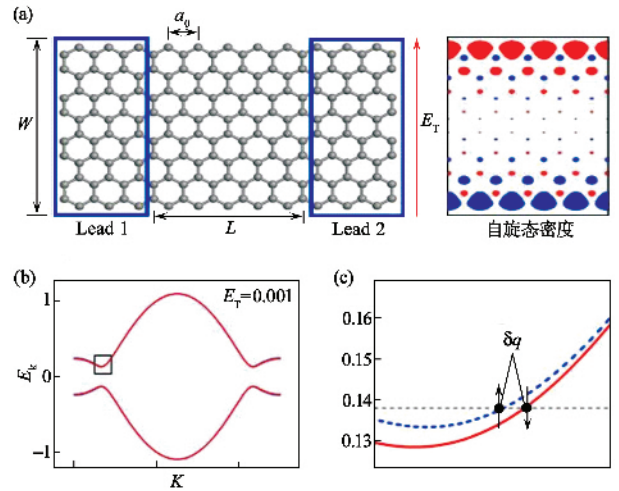 (a)
a₀
W
E_T
Lead 1
L
Lead 2
自旋态密度
(b)
E_T=0.001
1
0
−1
E_k
K
(c)
0.16
0.15
0.14
0.13
δq